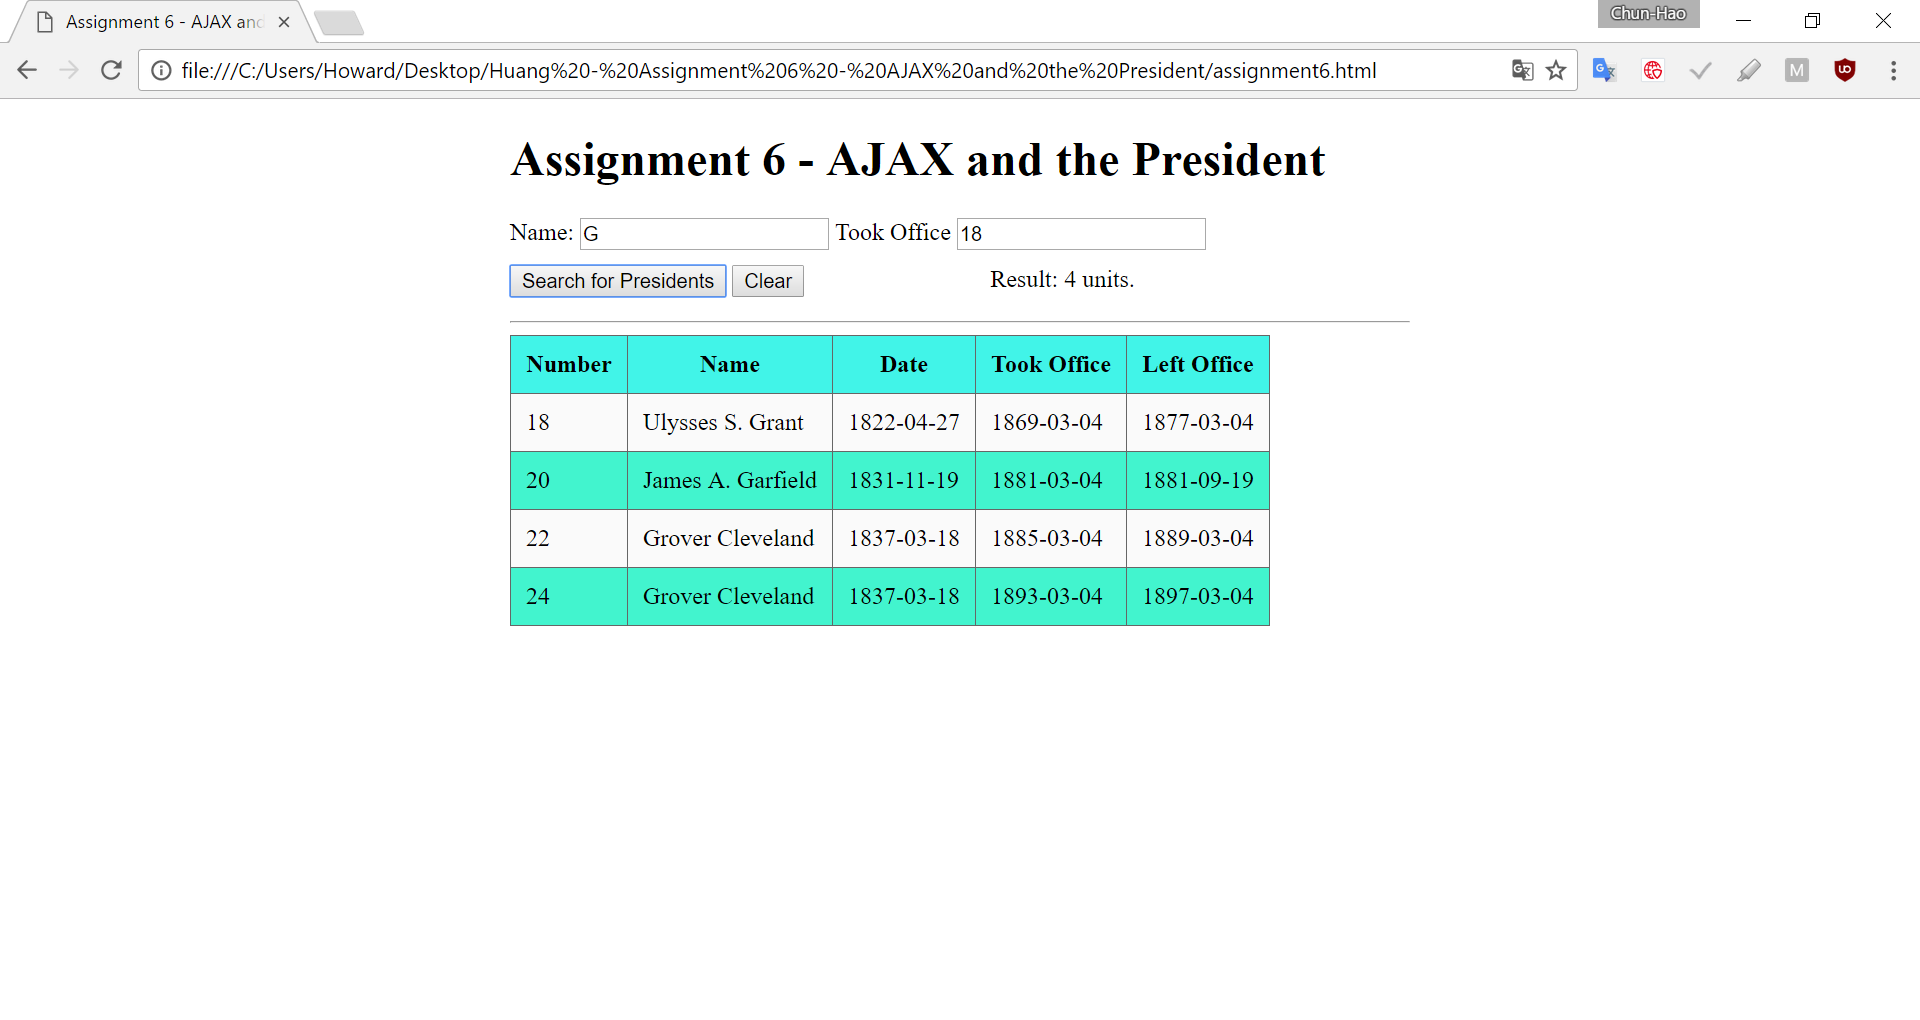 Assignment 6 - AJAX and
Chun-Hao
file:///C:/Users/Howard/Desktop/Huang%20-%20Assignment%206%20-%20AJAX%20and%20the%20President/assignment6.html
Assignment 6 - AJAX and the President
Name: G Took Office 18
Search for Presidents Clear Result: 4 units.
Number Name Date Took Office Left Office
18 Ulysses S. Grant 1822-04-27 1869-03-04 1877-03-04
20 James A. Garfield 1831-11-19 1881-03-04 1881-09-19
22 Grover Cleveland 1837-03-18 1885-03-04 1889-03-04
24 Grover Cleveland 1837-03-18 1893-03-04 1897-03-04